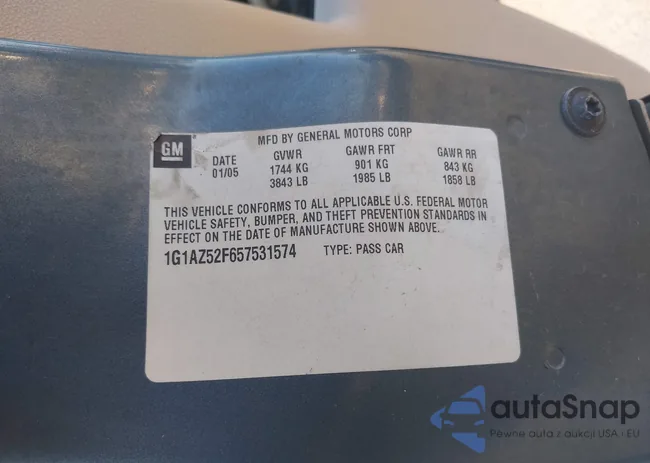 MFD BY GENERAL MOTORS CORP
GM
DATE GVWR GAWR FRT GAWR RR
01/05 1744 KG 901 KG 843 KG
3843 LB 1985 LB 1858 LB
THIS VEHICLE CONFORMS TO ALL APPLICABLE U.S. FEDERAL MOTOR
VEHICLE SAFETY, BUMPER, AND THEFT PREVENTION STANDARDS IN
EFFECT ON THE DATE OF MANUFACTURE SHOWN ABOVE.
1G1AZ52F657531574 TYPE: PASS CAR
autaSnap
Pewne auta z aukcji USA - EU